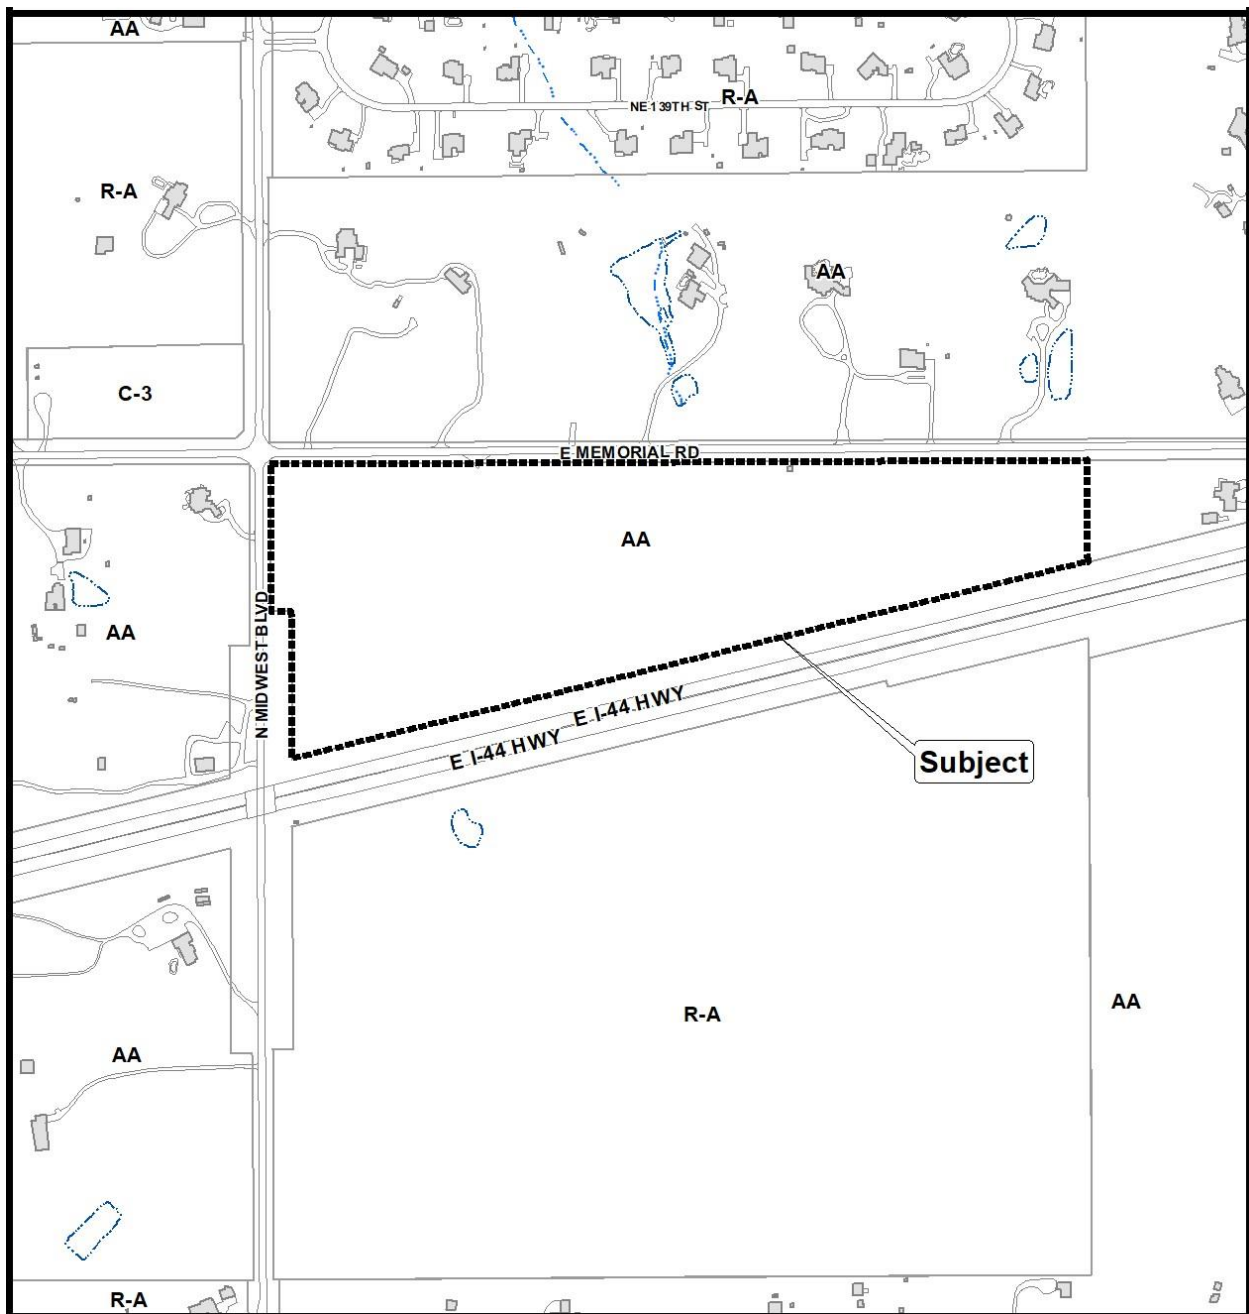 AA
NE 139TH ST
R-A
R-A
AA
C-3
E MEMORIAL RD
AA
N MIDWEST BLVD
AA
E I-44 HWY
E I-44 HWY
Subject
R-A
AA
AA
R-A